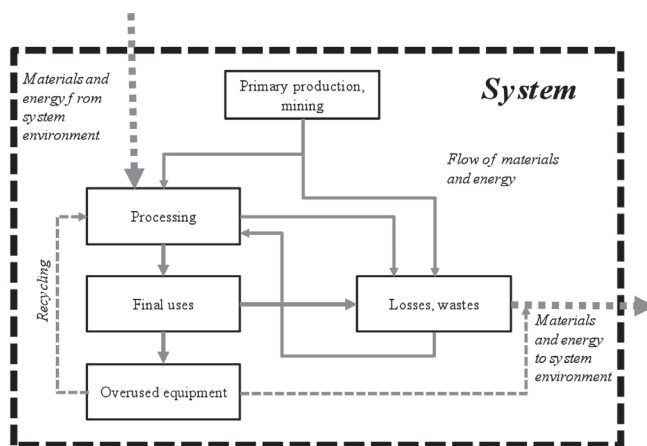 Materials and
energy f rom
system
environment
Primary production,
mining
System
Flow of materials
and energy
Processing
Recycling
Final uses
Losses, wastes
Materials
and energy
to system
environment
Overused equipment